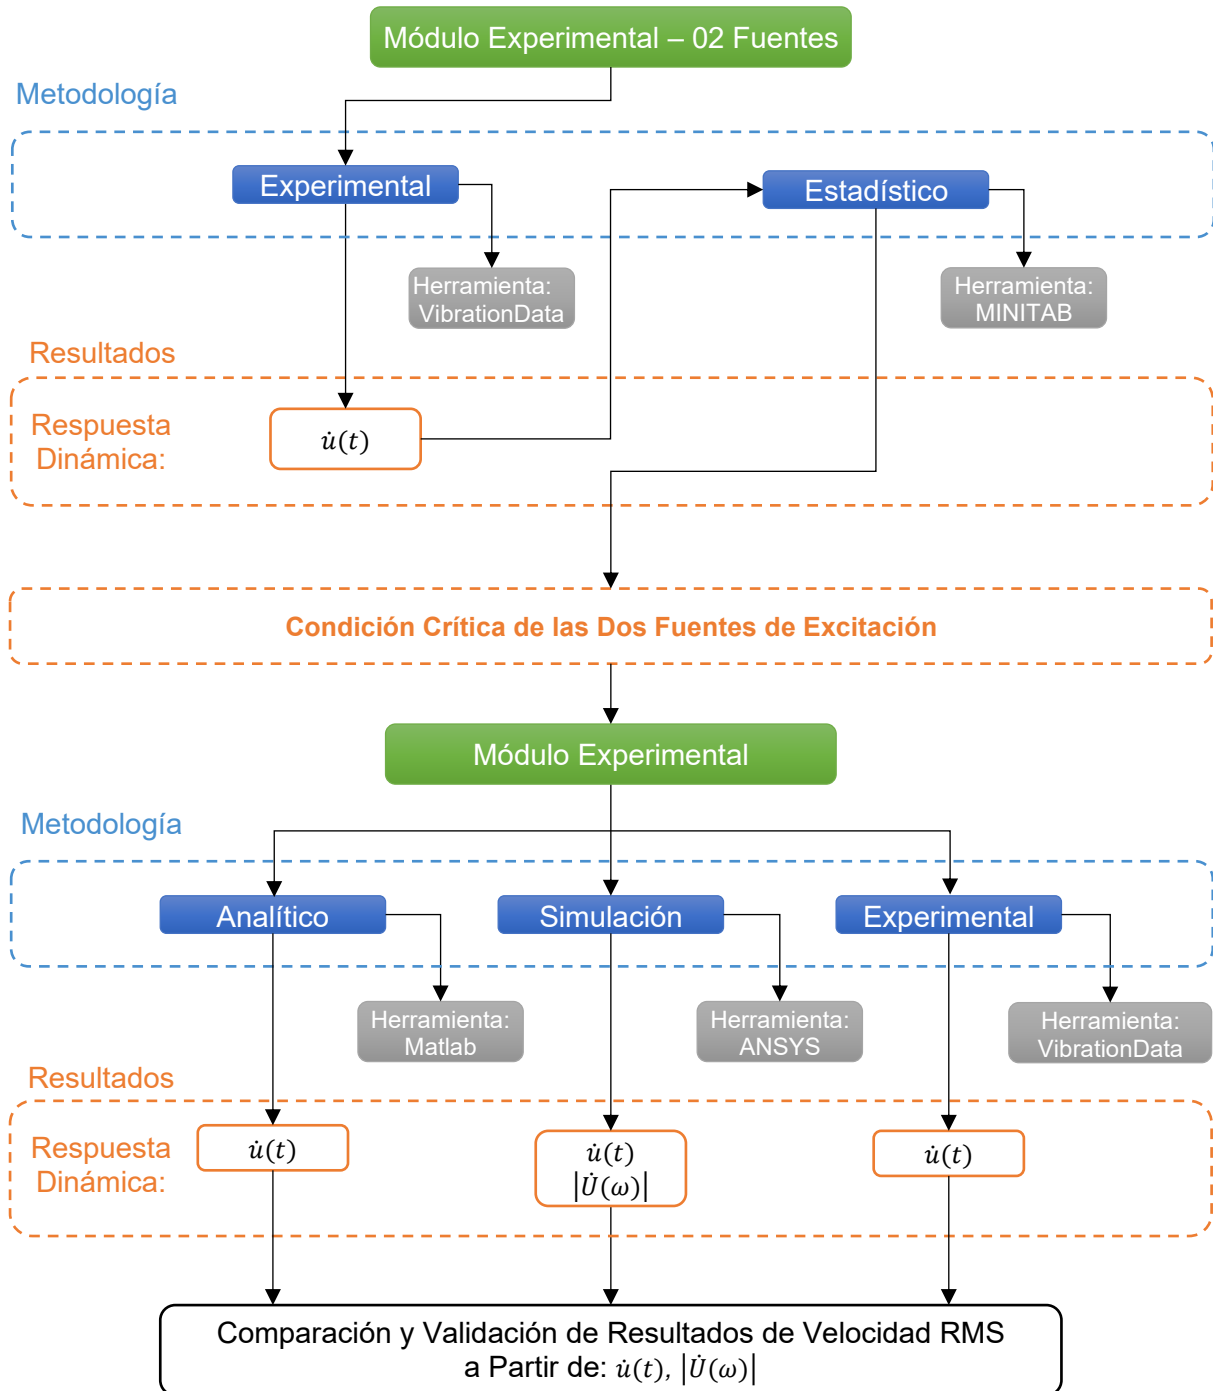 Módulo Experimental – 02 Fuentes
Metodología
Experimental
Estadístico
Herramienta:
VibrationData
Herramienta:
MINITAB
Resultados
Respuesta
Dinámica:
u̇(t)
Condición Crítica de las Dos Fuentes de Excitación
Módulo Experimental
Metodología
Analítico
Simulación
Experimental
Herramienta:
Matlab
Herramienta:
ANSYS
Herramienta:
VibrationData
Resultados
Respuesta
Dinámica:
u̇(t)
u̇(t)
|U̇(ω)|
u̇(t)
Comparación y Validación de Resultados de Velocidad RMS
a Partir de: u̇(t), |U̇(ω)|